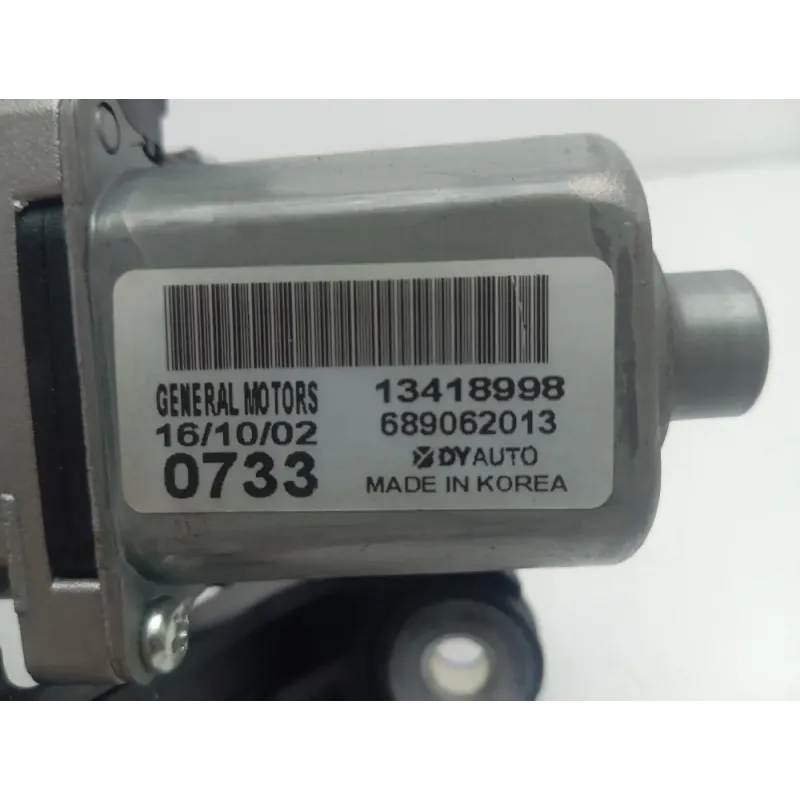 GENERAL MOTORS 13418998
16/10/02 689062013
0733 DYAUTO
MADE IN KOREA